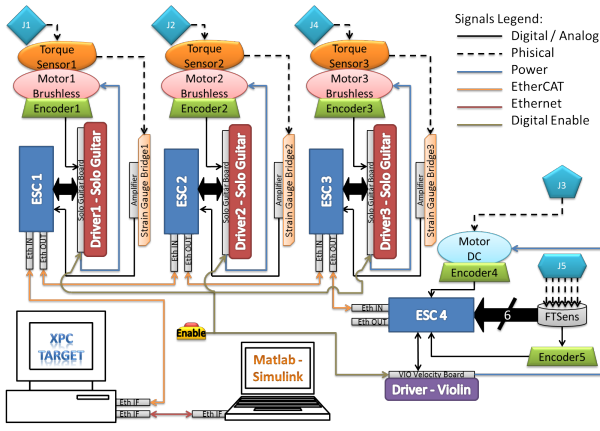 J1
J2
J4
Signals Legend:
Digital / Analog
Phisical
Power
EtherCAT
Ethernet
Digital Enable
Torque
Sensor1
Torque
Sensor2
Torque
Sensor3
Motor1
Brushless
Motor2
Brushless
Motor3
Brushless
Encoder1
Encoder2
Encoder3
ESC 1
Solo Guitar Board
Driver1 - Solo Guitar
Amplifier
Strain Gauge Bridge1
ESC 2
Solo Guitar Board
Driver2 - Solo Guitar
Amplifier
Strain Gauge Bridge2
ESC 3
Solo Guitar Board
Driver3 - Solo Guitar
Amplifier
Strain Gauge Bridge3
Eth IN
Eth OUT
Eth IN
Eth OUT
Eth IN
Eth OUT
J3
Motor
DC
Encoder4
J5
Eth IN
Eth OUT
ESC 4
6
FTSens
Encoder5
Enable
VIO Velocity Board
Driver - Violin
XPC
TARGET
Matlab -
Simulink
Eth IF
Eth IF
Eth IF